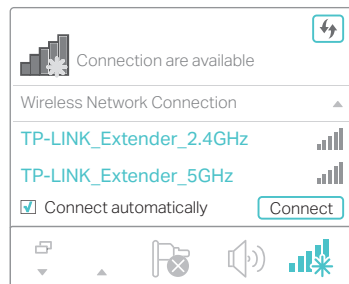 Connection are available
Wireless Network Connection
TP-LINK_Extender_2.4GHz
TP-LINK_Extender_5GHz
Connect automatically
Connect